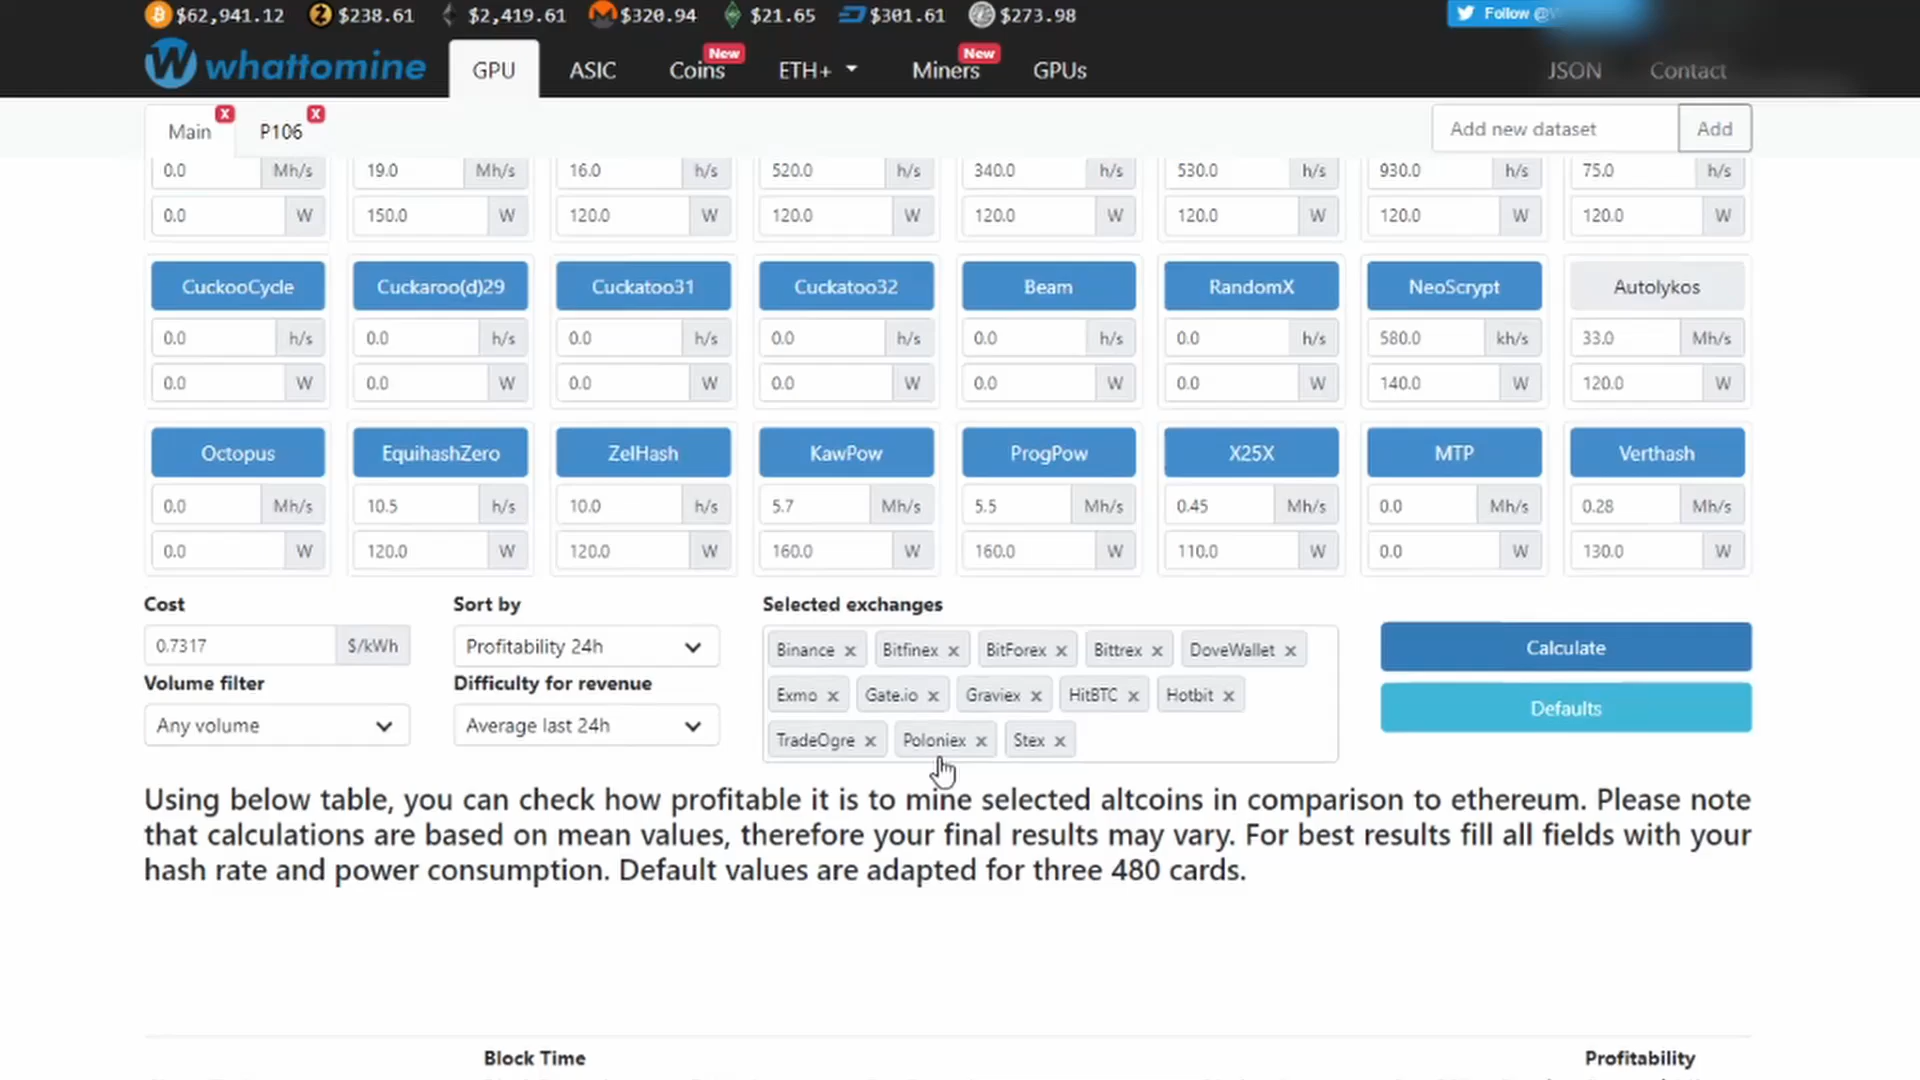 $62,941.12 $238.61 $2,419.61 $320.94 $21.65 $301.61 $273.98 Follow
whattomine GPU ASIC Coins New ETH+ Miners New GPUs JSON Contact
Main x P106 x Add new dataset Add
0.0 Mh/s 19.0 Mh/s 16.0 h/s 520.0 h/s 340.0 h/s 530.0 h/s 930.0 h/s 75.0 h/s
0.0 W 150.0 W 120.0 W 120.0 W 120.0 W 120.0 W 120.0 W 120.0 W
CuckooCycle Cuckaroo(d)29 Cuckatoo31 Cuckatoo32 Beam RandomX NeoScrypt Autolykos
0.0 h/s 0.0 h/s 0.0 h/s 0.0 h/s 0.0 h/s 0.0 h/s 580.0 kh/s 33.0 Mh/s
0.0 W 0.0 W 0.0 W 0.0 W 0.0 W 0.0 W 140.0 W 120.0 W
Octopus EquihashZero ZelHash KawPow ProgPow X25X MTP Verthash
0.0 Mh/s 10.5 h/s 10.0 h/s 5.7 Mh/s 5.5 Mh/s 0.45 Mh/s 0.0 Mh/s 0.28 Mh/s
0.0 W 120.0 W 120.0 W 160.0 W 160.0 W 110.0 W 0.0 W 130.0 W
Cost Sort by Selected exchanges
0.7317 $/kWh Profitability 24h Binance × Bitfinex × BitForex × Bittrex × DoveWallet × Calculate
Volume filter Difficulty for revenue Exmo × Gate.io × Graviex × HitBTC × Hotbit × Defaults
Any volume Average last 24h TradeOgre × Poloniex × Stex ×
Using below table, you can check how profitable it is to mine selected altcoins in comparison to ethereum. Please note
that calculations are based on mean values, therefore your final results may vary. For best results fill all fields with your
hash rate and power consumption. Default values are adapted for three 480 cards.
Block Time Profitability